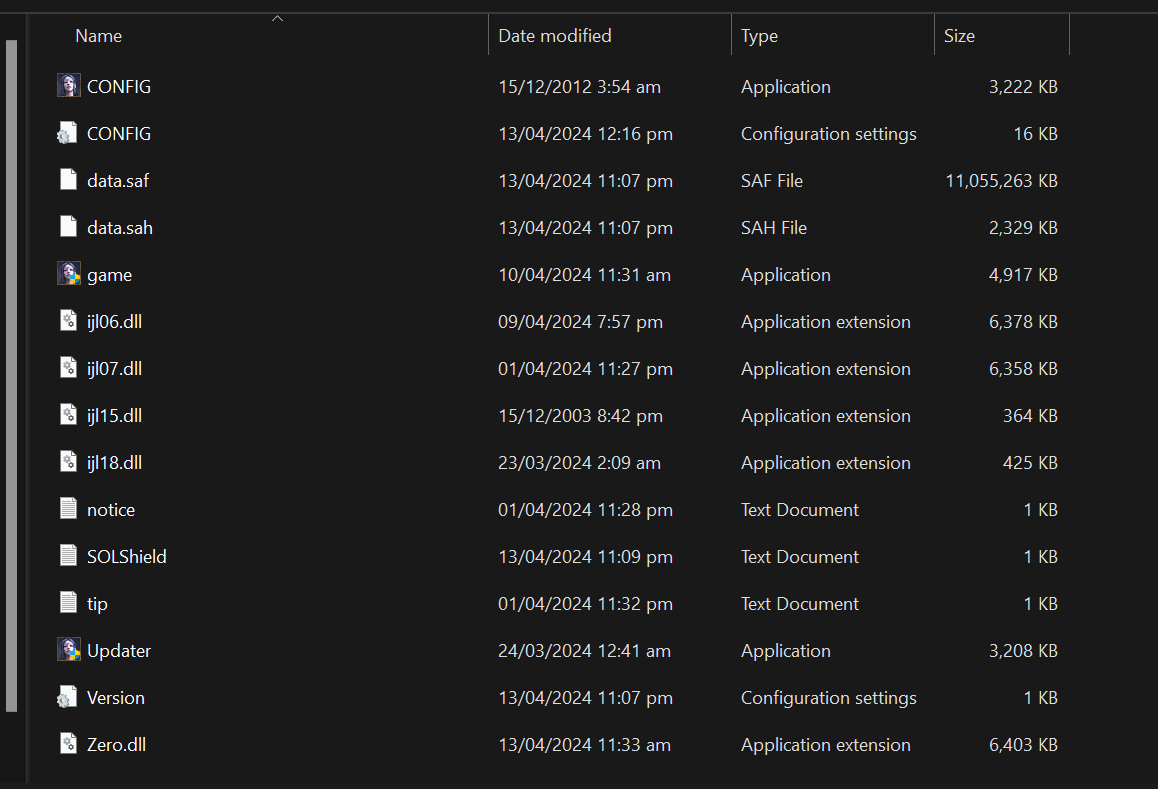 Name Date modified Type Size
CONFIG 15/12/2012 3:54 am Application 3,222 KB
CONFIG 13/04/2024 12:16 pm Configuration settings 16 KB
data.saf 13/04/2024 11:07 pm SAF File 11,055,263 KB
data.sah 13/04/2024 11:07 pm SAH File 2,329 KB
game 10/04/2024 11:31 am Application 4,917 KB
ijl06.dll 09/04/2024 7:57 pm Application extension 6,378 KB
ijl07.dll 01/04/2024 11:27 pm Application extension 6,358 KB
ijl15.dll 15/12/2003 8:42 pm Application extension 364 KB
ijl18.dll 23/03/2024 2:09 am Application extension 425 KB
notice 01/04/2024 11:28 pm Text Document 1 KB
SOLShield 13/04/2024 11:09 pm Text Document 1 KB
tip 01/04/2024 11:32 pm Text Document 1 KB
Updater 24/03/2024 12:41 am Application 3,208 KB
Version 13/04/2024 11:07 pm Configuration settings 1 KB
Zero.dll 13/04/2024 11:33 am Application extension 6,403 KB